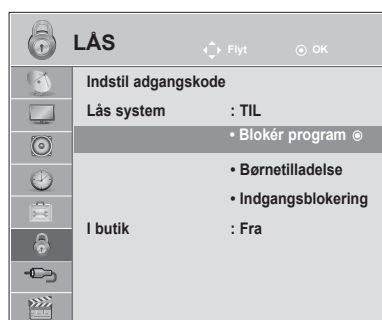 LÅS
Flyt
OK
Indstil adgangskode
Lås system : TIL
• Blokér program
• Børnetilladelse
• Indgangsblokering
I butik : Fra